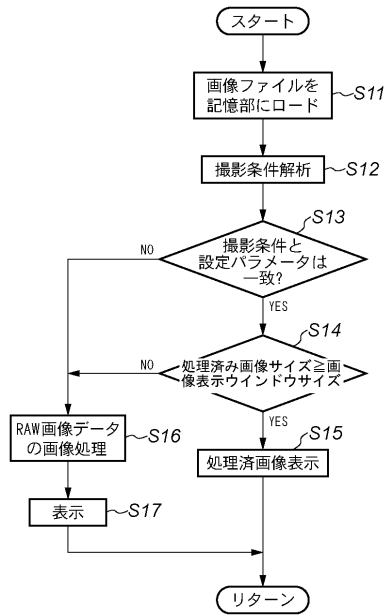 スタート
画像ファイルを
記憶部にロード
S11
撮影条件解析
S12
S13
撮影条件と
設定パラメータは
一致?
NO
YES
S14
処理済み画像サイズ≧画
像表示ウインドウサイズ
NO
YES
S15
処理済画像表示
RAW画像データ
の画像処理
S16
表示
S17
リターン